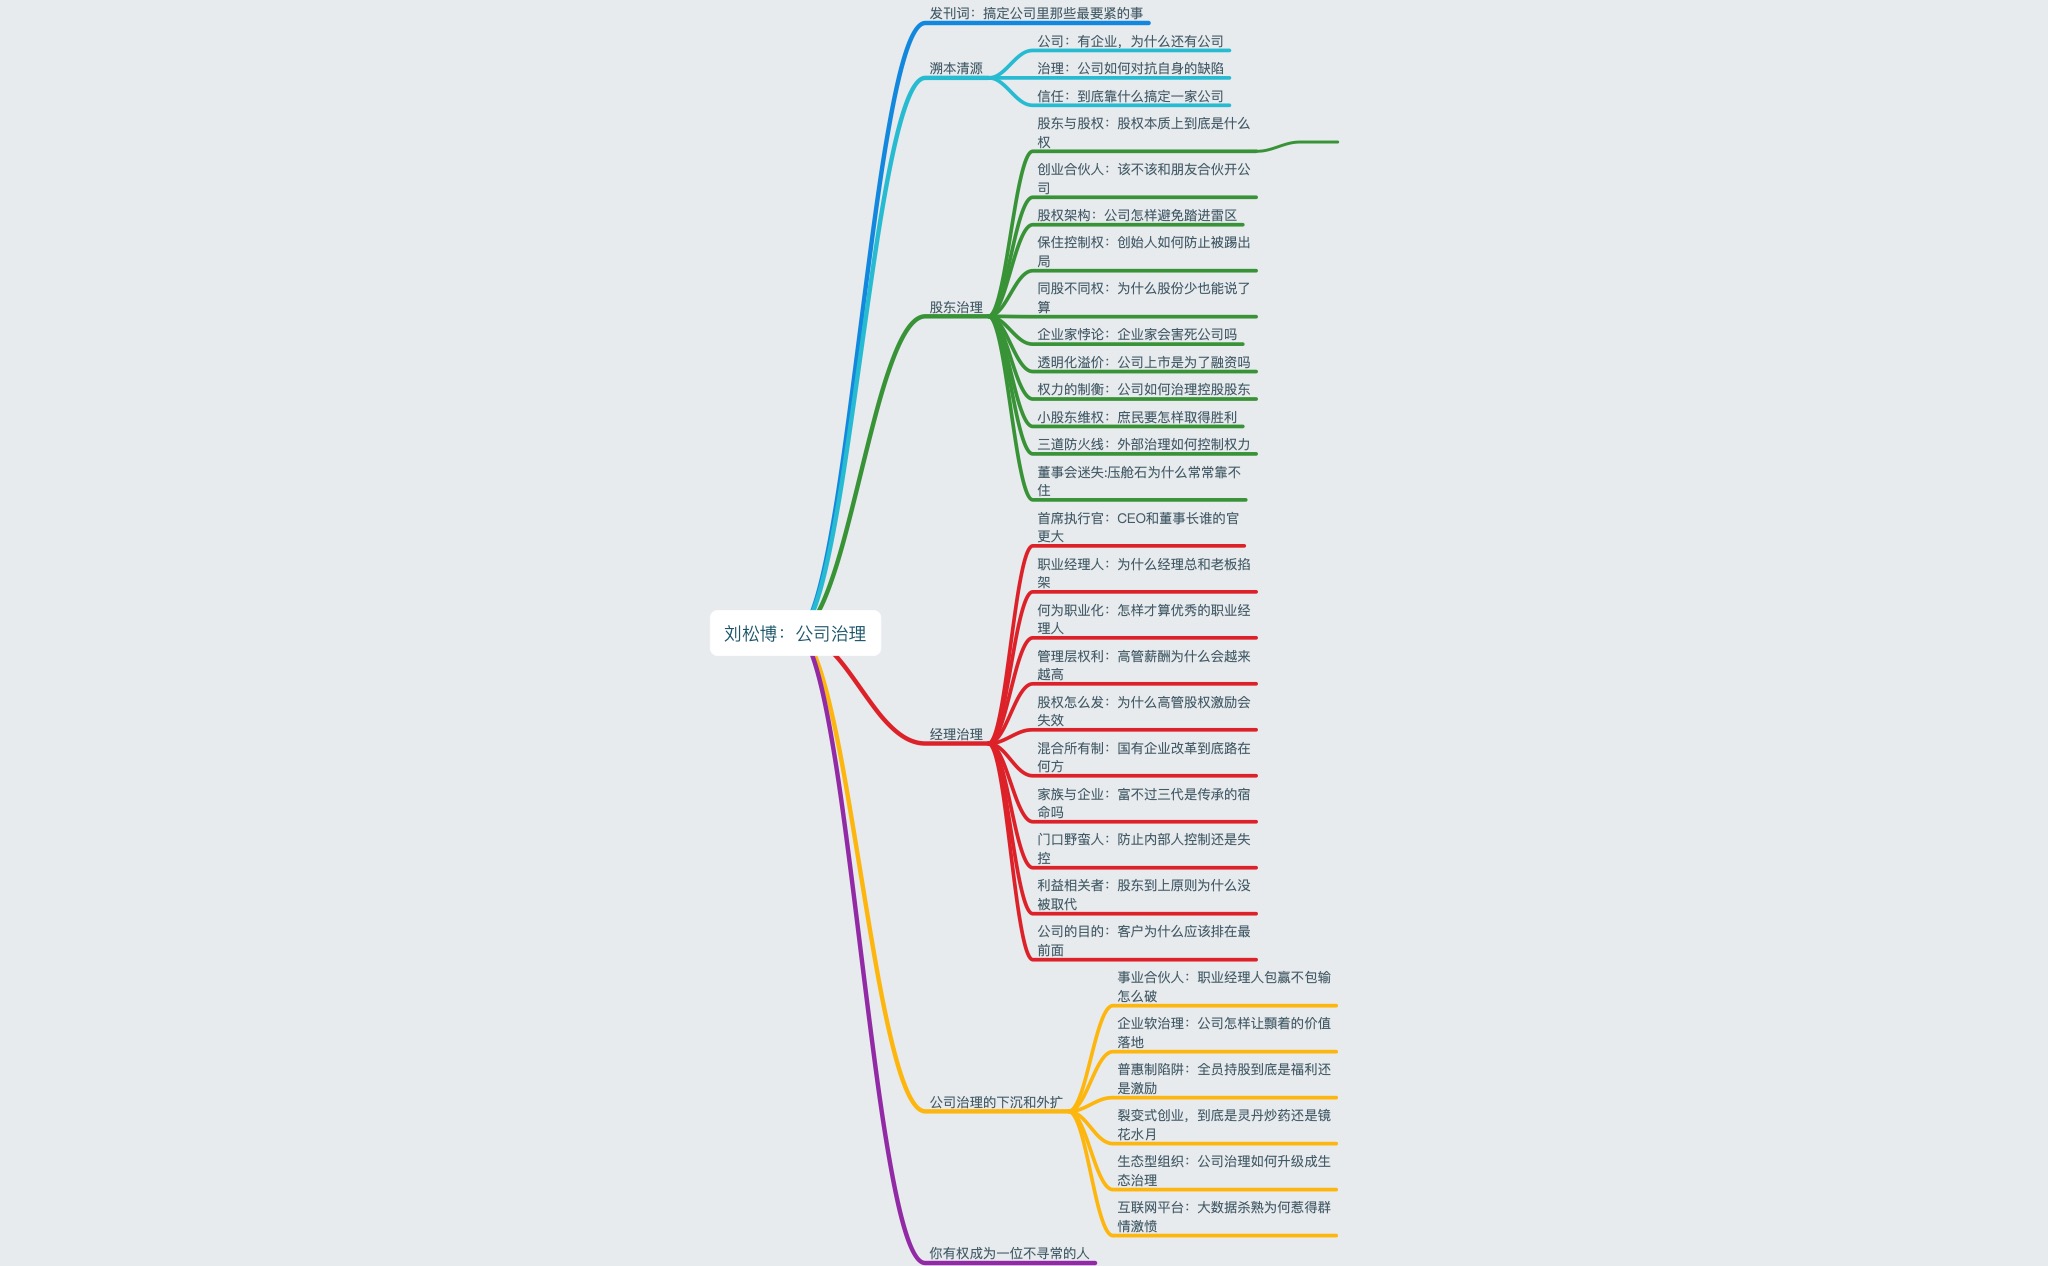 发刊词：搞定公司里那些最要紧的事
溯本清源
公司：有企业，为什么还有公司
治理：公司如何对抗自身的缺陷
信任：到底靠什么搞定一家公司
股东治理
股东与股权：股权本质上到底是什么
权
创业合伙人：该不该和朋友合伙开公
司
股权架构：公司怎样避免踏进雷区
保住控制权：创始人如何防止被踢出
局
同股不同权：为什么股份少也能说了
算
企业家悖论：企业家会害死公司吗
透明化溢价：公司上市是为了融资吗
权力的制衡：公司如何治理控股股东
小股东维权：庶民要怎样取得胜利
三道防火线：外部治理如何控制权力
董事会迷失:压舱石为什么常常靠不
住
刘松博：公司治理
经理治理
首席执行官：CEO和董事长谁的官
更大
职业经理人：为什么经理总和老板掐
架
何为职业化：怎样才算优秀的职业经
理人
管理层权利：高管薪酬为什么会越来
越高
股权怎么发：为什么高管股权激励会
失效
混合所有制：国有企业改革到底路在
何方
家族与企业：富不过三代是传承的宿
命吗
门口野蛮人：防止内部人控制还是失
控
利益相关者：股东到上原则为什么没
被取代
公司的目的：客户为什么应该排在最
前面
公司治理的下沉和外扩
事业合伙人：职业经理人包赢不包输
怎么破
企业软治理：公司怎样让飘着的价值
落地
普惠制陷阱：全员持股到底是福利还
是激励
裂变式创业，到底是灵丹炒药还是镜
花水月
生态型组织：公司治理如何升级成生
态治理
互联网平台：大数据杀熟为何惹得群
情激愤
你有权成为一位不寻常的人